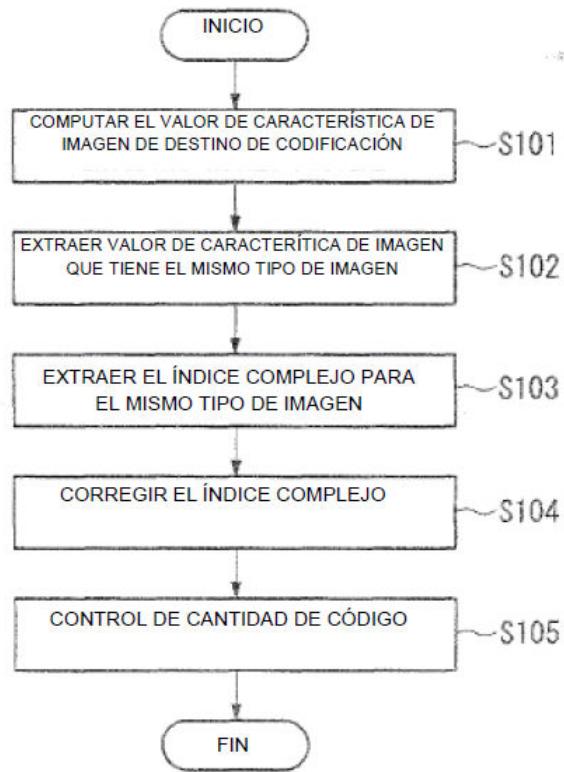 INICIO
COMPUTAR EL VALOR DE CARACTERÍSTICA DE
IMAGEN DE DESTINO DE CODIFICACIÓN
S101
EXTRAER VALOR DE CARACTERÍTICA DE IMAGEN
QUE TIENE EL MISMO TIPO DE IMAGEN
S102
EXTRAER EL ÍNDICE COMPLEJO PARA
EL MISMO TIPO DE IMAGEN
S103
CORREGIR EL ÍNDICE COMPLEJO
S104
CONTROL DE CANTIDAD DE CÓDIGO
S105
FIN